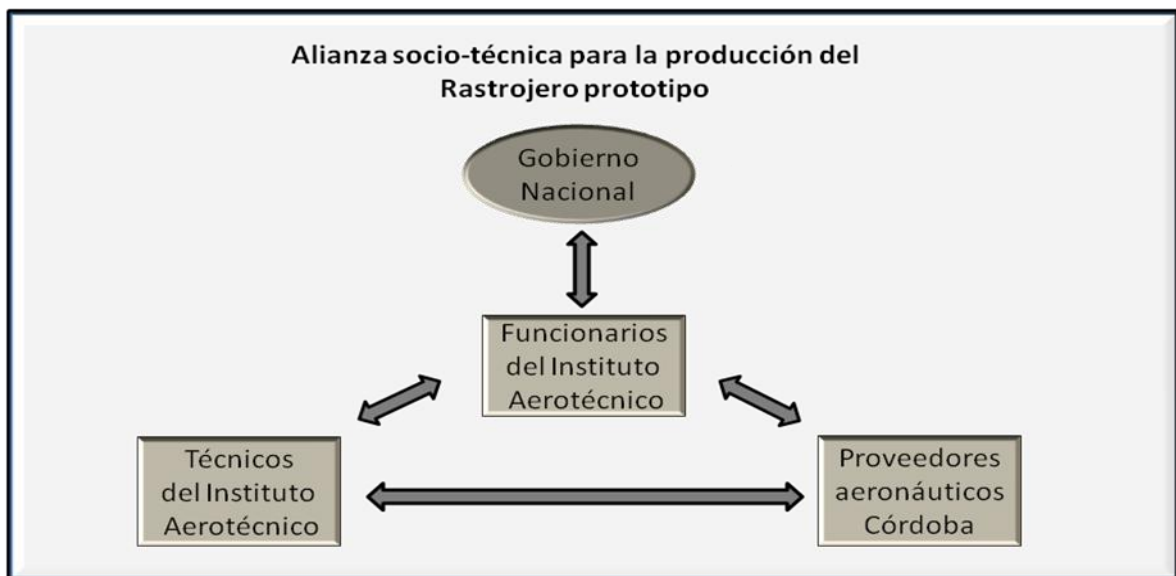 Alianza socio-técnica para la producción del
Rastrojero prototipo
Gobierno
Nacional
Funcionarios
del Instituto
Aerotécnico
Técnicos
del Instituto
Aerotécnico
Proveedores
aeronáuticos
Córdoba